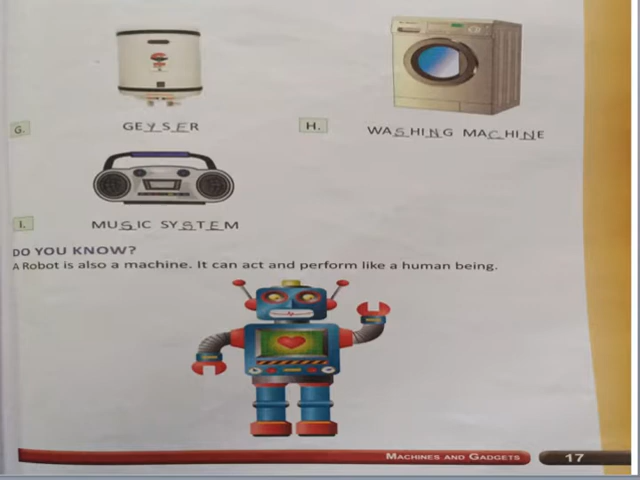 G. GEYSER
H. WASHING MACHINE
I. MUSIC SYSTEM
DO YOU KNOW?
A Robot is also a machine. It can act and perform like a human being.
MACHINES AND GADGETS 17